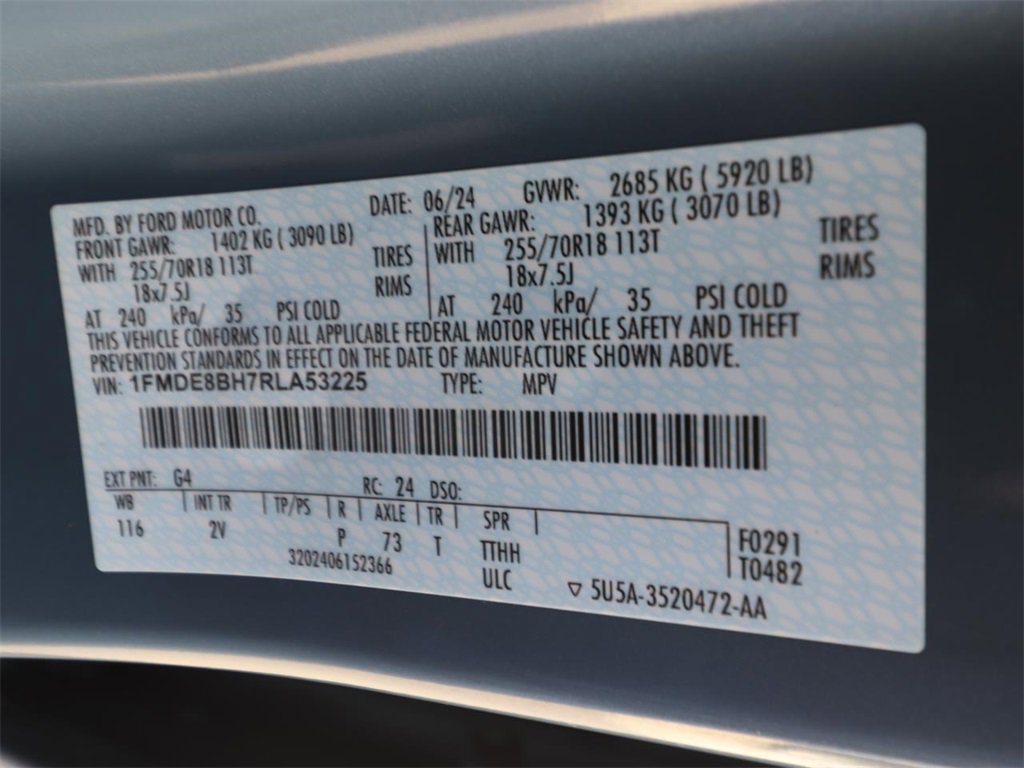 MFD. BY FORD MOTOR CO. DATE: 06/24 GVWR: 2685 KG ( 5920 LB)
FRONT GAWR: 1402 KG ( 3090 LB) REAR GAWR: 1393 KG ( 3070 LB)
WITH 255/70R18 113T TIRES WITH 255/70R18 113T TIRES
18x7.5J RIMS 18x7.5J RIMS
AT 240 kPa/ 35 PSI COLD AT 240 kPa/ 35 PSI COLD
THIS VEHICLE CONFORMS TO ALL APPLICABLE FEDERAL MOTOR VEHICLE SAFETY AND THEFT
PREVENTION STANDARDS IN EFFECT ON THE DATE OF MANUFACTURE SHOWN ABOVE.
VIN: 1FMDE8BH7RLA53225 TYPE: MPV
EXT PNT: G4 RC: 24 DSO:
WB INT TR TP/PS R AXLE TR SPR
116 2V P 73 T TTHH F0291
3202406152366 ULC T0482
▽ 5U5A-3520472-AA